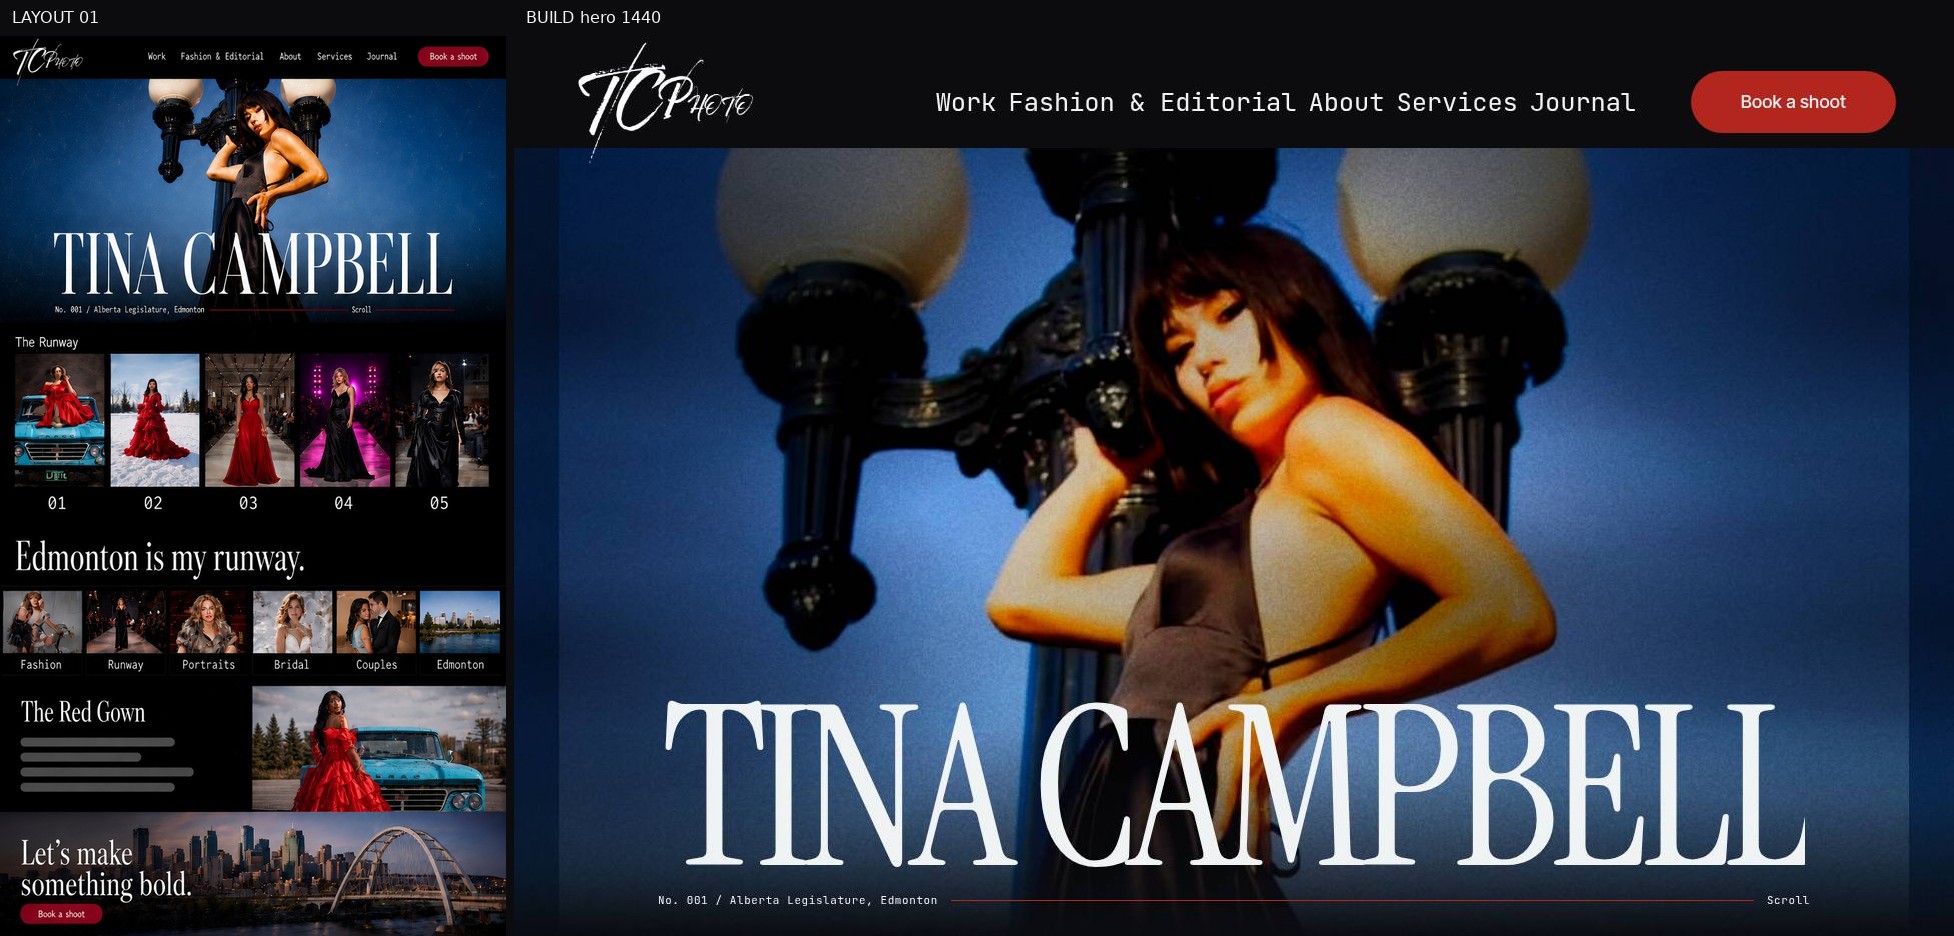 LAYOUT 01
TCPHOTO
Work Fashion & Editorial About Services Journal Book a shoot
TINA CAMPBELL
No. 001 / Alberta Legislature, Edmonton Scroll
The Runway
01 02 03 04 05
Edmonton is my runway.
Fashion Runway Portraits Bridal Couples Edmonton
The Red Gown
Let's make
something bold.
Book a shoot
BUILD hero 1440
TCPHOTO
Work Fashion & Editorial About Services Journal Book a shoot
TINA CAMPBELL
No. 001 / Alberta Legislature, Edmonton Scroll